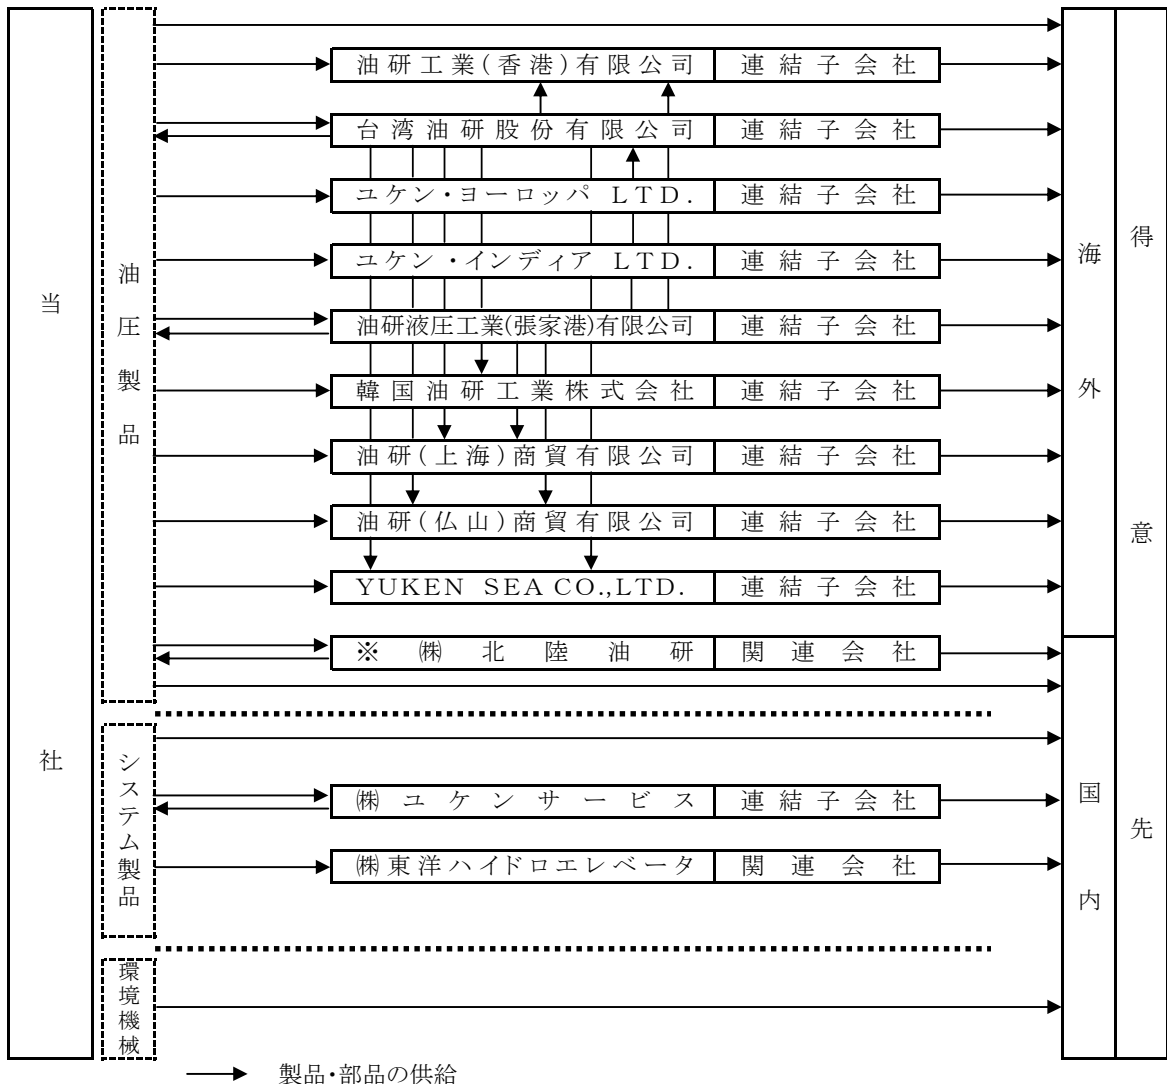 当社
油圧製品
油研工業(香港)有限公司 連結子会社
台湾油研股份有限公司 連結子会社
ユケン・ヨーロッパ LTD. 連結子会社
ユケン・インディア LTD. 連結子会社
油研液圧工業(張家港)有限公司 連結子会社
韓国油研工業株式会社 連結子会社
油研(上海)商貿有限公司 連結子会社
油研(仏山)商貿有限公司 連結子会社
YUKEN SEA CO.,LTD. 連結子会社
※ ㈱北陸油研 関連会社
システム製品
㈱ユケンサービス 連結子会社
㈱東洋ハイドロエレベータ 関連会社
環境機械
海外
国内
得意先
製品・部品の供給